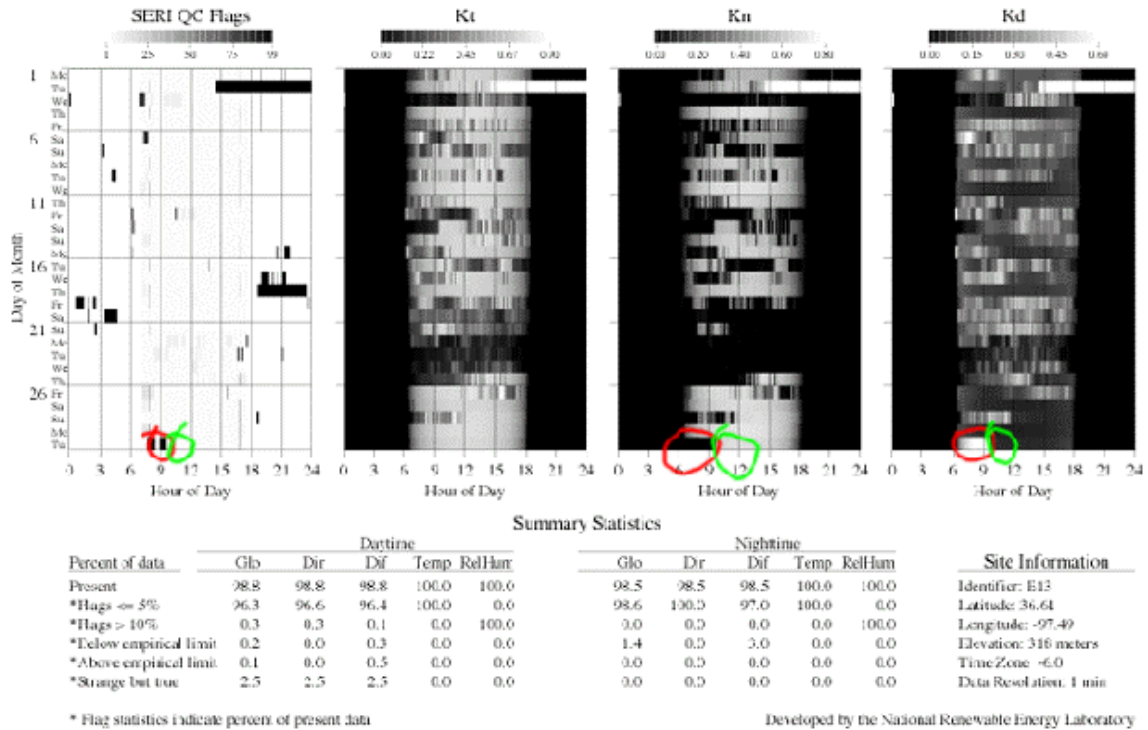 SERI QC Flags Kt Kn Kd
1 25 50 75 99 0.00 0.22 0.45 0.67 0.90 0.00 0.20 0.40 0.60 0.80 0.00 0.15 0.30 0.45 0.60
Day of Month
1 Mo
Tu
We
Th
Fr
6 Sa
Su
Mo
Tu
We
11 Th
Fr
Sa
Su
Mo
16 Tu
We
Th
Fr
Sa
21 Su
Mo
Tu
We
Th
26 Fr
Sa
Su
Mo
Tu
0 3 6 9 12 15 18 21 24 0 3 6 9 12 15 18 21 24 0 3 6 9 12 15 18 21 24 0 3 6 9 12 15 18 21 24
Hour of Day Hour of Day Hour of Day Hour of Day
Summary Statistics
Daytime Nighttime
Percent of data Glo Dir Dif Temp RelHum Glo Dir Dif Temp RelHum Site Information
Present 98.8 98.8 98.8 100.0 100.0 98.5 98.5 98.5 100.0 100.0 Identifier: E13
*Flags <= 5% 96.3 96.6 96.4 100.0 0.0 98.6 100.0 97.0 100.0 0.0 Latitude: 36.61
*Flags > 10% 0.3 0.3 0.1 0.0 100.0 0.0 0.0 0.0 0.0 100.0 Longitude: -97.49
*Below empirical limit 0.2 0.0 0.3 0.0 0.0 1.4 0.0 3.0 0.0 0.0 Elevation: 318 meters
*Above empirical limit 0.1 0.0 0.5 0.0 0.0 0.0 0.0 0.0 0.0 0.0 Time Zone -6.0
*Strange but true 2.5 2.5 2.5 0.0 0.0 0.0 0.0 0.0 0.0 0.0 Data Resolution: 1 min
* Flag statistics indicate percent of present data Developed by the National Renewable Energy Laboratory